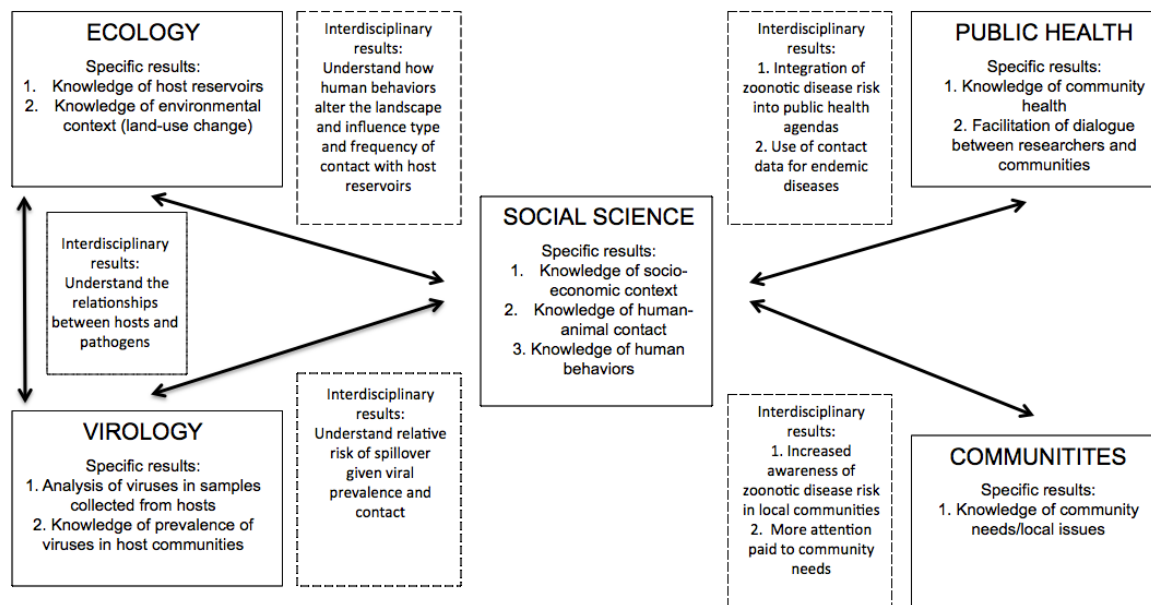 ECOLOGY
Specific results:
1. Knowledge of host reservoirs
2. Knowledge of environmental
context (land-use change)
Interdisciplinary
results:
Understand how
human behaviors
alter the landscape
and influence type
and frequency of
contact with host
reservoirs
Interdisciplinary
results:
1. Integration of
zoonotic disease risk
into public health
agendas
2. Use of contact
data for endemic
diseases
PUBLIC HEALTH
Specific results:
1. Knowledge of community
health
2. Facilitation of dialogue
between researchers and
communities
Interdisciplinary
results:
Understand the
relationships
between hosts and
pathogens
SOCIAL SCIENCE
Specific results:
1. Knowledge of socio-
economic context
2. Knowledge of human-
animal contact
3. Knowledge of human
behaviors
VIROLOGY
Specific results:
1. Analysis of viruses in samples
collected from hosts
2. Knowledge of prevalence of
viruses in host communities
Interdisciplinary
results:
Understand relative
risk of spillover
given viral
prevalence and
contact
Interdisciplinary
results:
1. Increased
awareness of
zoonotic disease risk
in local communities
2. More attention
paid to community
needs
COMMUNITITES
Specific results:
1. Knowledge of community
needs/local issues